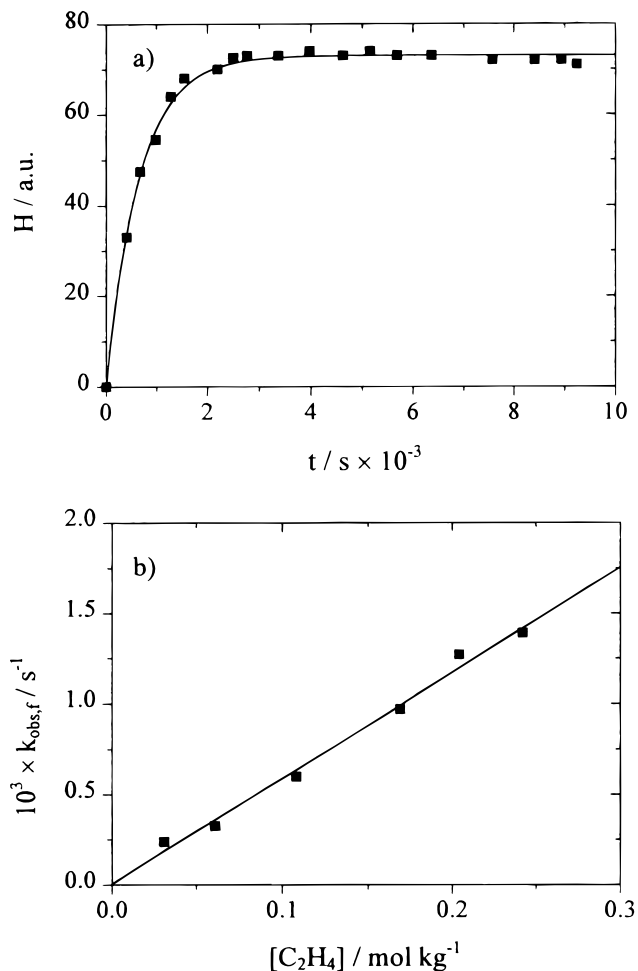 80
a)
60
40
20
0
H / a.u.
0 2 4 6 8 10
t / s × 10⁻³
2.0
b)
1.5
1.0
0.5
0.0
10³ × k_obs,f / s⁻¹
0.0 0.1 0.2 0.3
[C₂H₄] / mol kg⁻¹